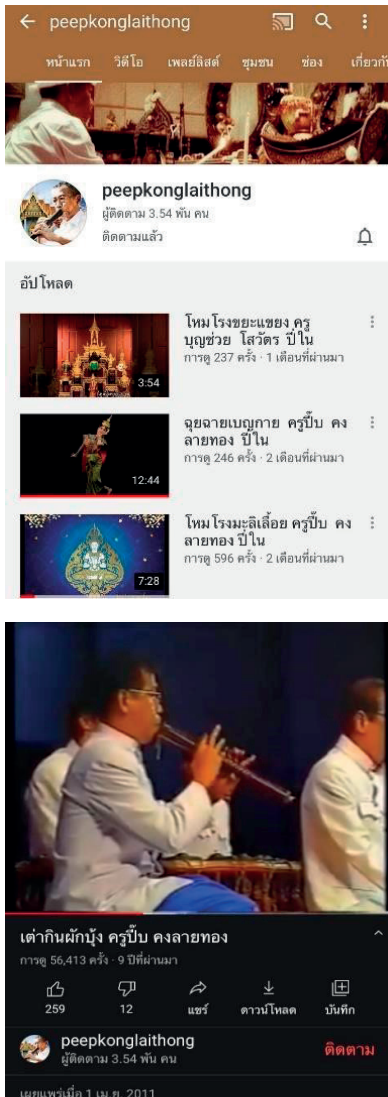 peepkonglaithong
หน้าแรก วิดีโอ เพลย์ลิสต์ ชุมชน ช่อง เกี่ยวกับ
peepkonglaithong
ผู้ติดตาม 3.54 พัน คน
ติดตามแล้ว
อัปโหลด
โหมโรงขยะแขยง ครู
บุญช่วย โสวัตร ปี่ใน
การดู 237 ครั้ง · 1 เดือนที่ผ่านมา
3:54
ฉุยฉายเบญกาย ครูปี๊บ คง
ลายทอง ปี่ใน
การดู 246 ครั้ง · 2 เดือนที่ผ่านมา
12:44
โหมโรงมะลิเลื้อย ครูปี๊บ คง
ลายทอง ปี่ใน
การดู 596 ครั้ง · 2 เดือนที่ผ่านมา
7:28
เต่ากินผักบุ้ง ครูปี๊บ คงลายทอง
การดู 56,413 ครั้ง · 9 ปีที่ผ่านมา
259 12 แชร์ ดาวน์โหลด บันทึก
peepkonglaithong
ผู้ติดตาม 3.54 พัน คน
ติดตาม
เผยแพร่เมื่อ 1 เม.ย. 2011